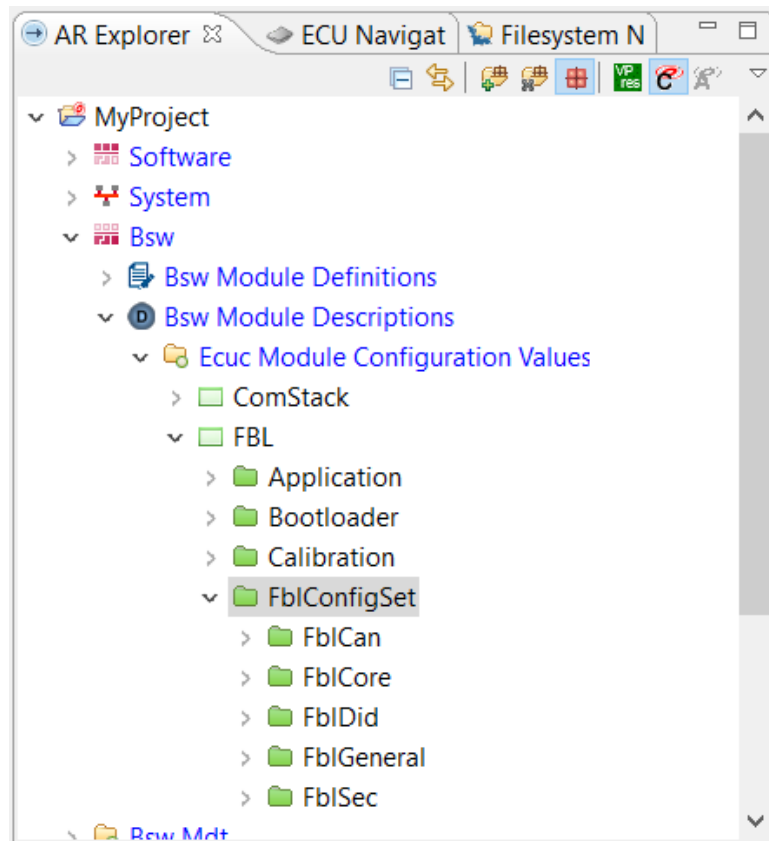 AR Explorer ECU Navigat Filesystem N
VP res C A
MyProject
Software
System
Bsw
Bsw Module Definitions
D Bsw Module Descriptions
Ecuc Module Configuration Values
ComStack
FBL
Application
Bootloader
Calibration
FblConfigSet
FblCan
FblCore
FblDid
FblGeneral
FblSec
Bsw Mdt